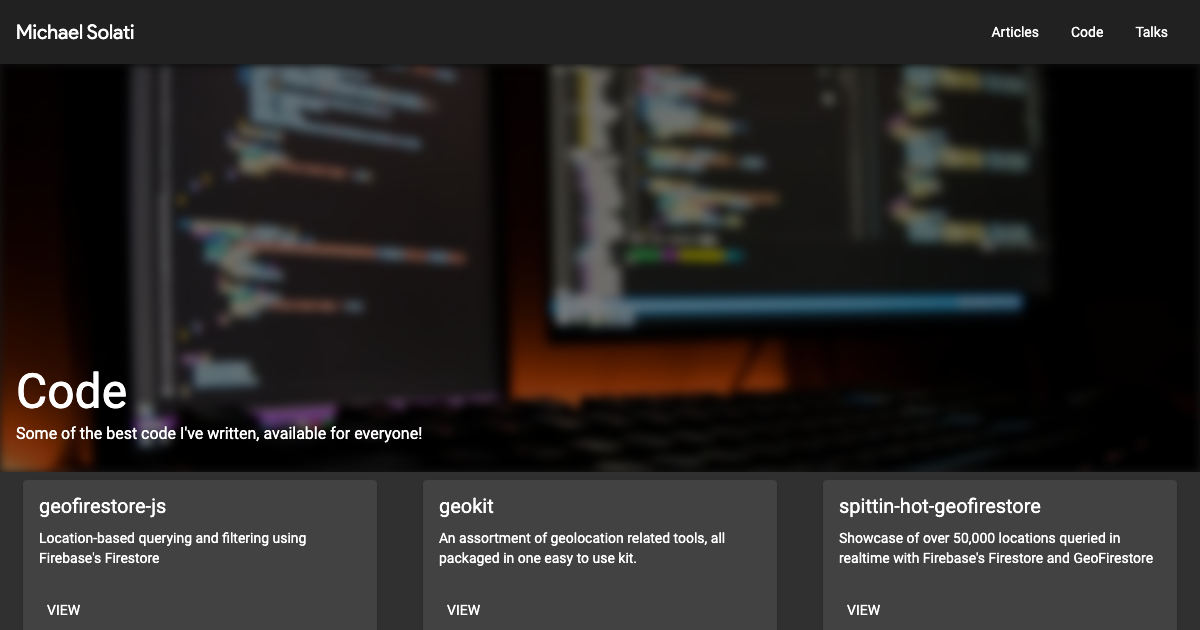 Michael Solati
Articles
Code
Talks
Code
Some of the best code I've written, available for everyone!
geofirestore-js
Location-based querying and filtering using
Firebase's Firestore
VIEW
geokit
An assortment of geolocation related tools, all
packaged in one easy to use kit.
VIEW
spittin-hot-geofirestore
Showcase of over 50,000 locations queried in
realtime with Firebase's Firestore and GeoFirestore
VIEW